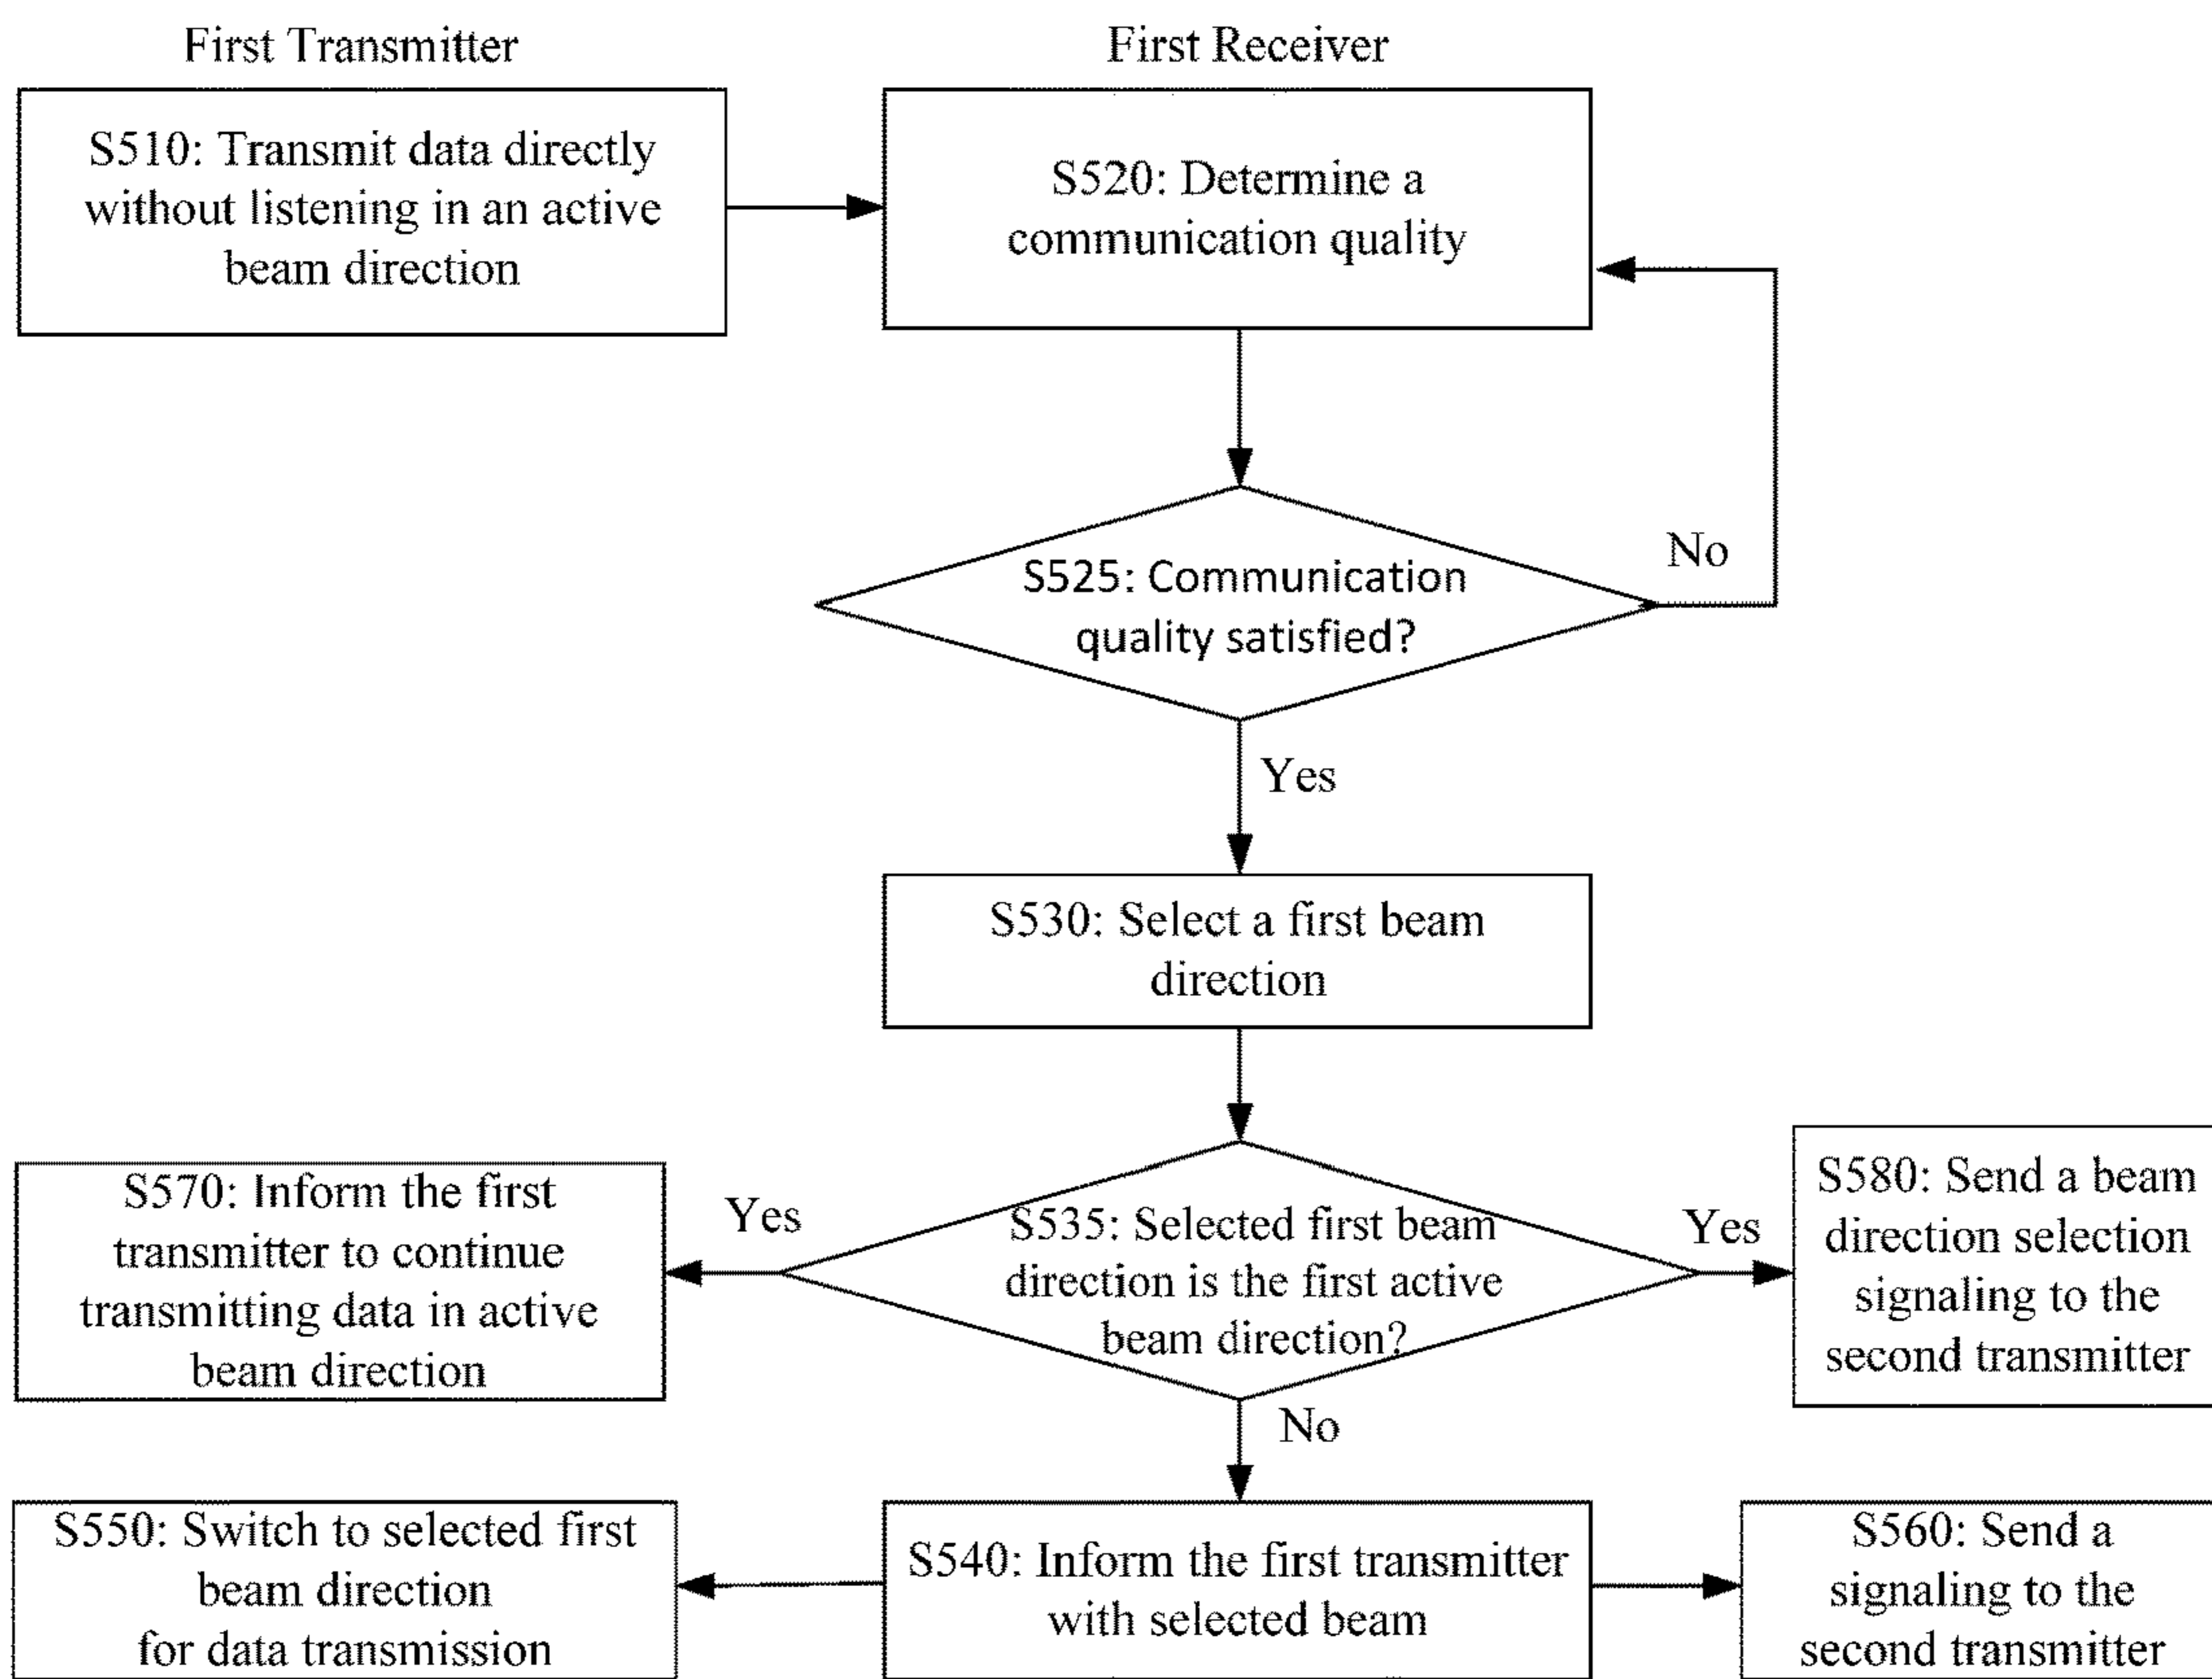 First Transmitter
First Receiver
S510: Transmit data directly
without listening in an active
beam direction
S520: Determine a
communication quality
S525: Communication
quality satisfied?
No
Yes
S530: Select a first beam
direction
S570: Inform the first
transmitter to continue
transmitting data in active
beam direction
Yes
S535: Selected first beam
direction is the first active
beam direction?
Yes
S580: Send a beam
direction selection
signaling to the
second transmitter
No
S550: Switch to selected first
beam direction
for data transmission
S540: Inform the first transmitter
with selected beam
S560: Send a
signaling to the
second transmitter